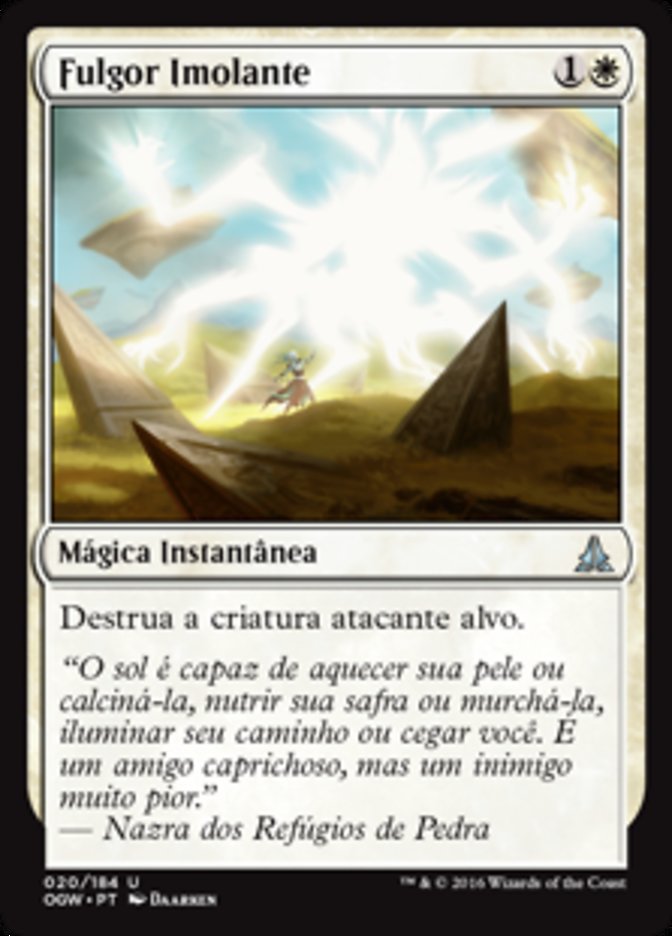 Fulgor Imolante
1
Mágica Instantânea
Destrua a criatura atacante alvo.
“O sol é capaz de aquecer sua pele ou
calciná-la, nutrir sua safra ou murchá-la,
iluminar seu caminho ou cegar você. É
um amigo caprichoso, mas um inimigo
muito pior.”
— Nazra dos Refúgios de Pedra
020/184 U
OGW • PT Daarken
™ & © 2016 Wizards of the Coast